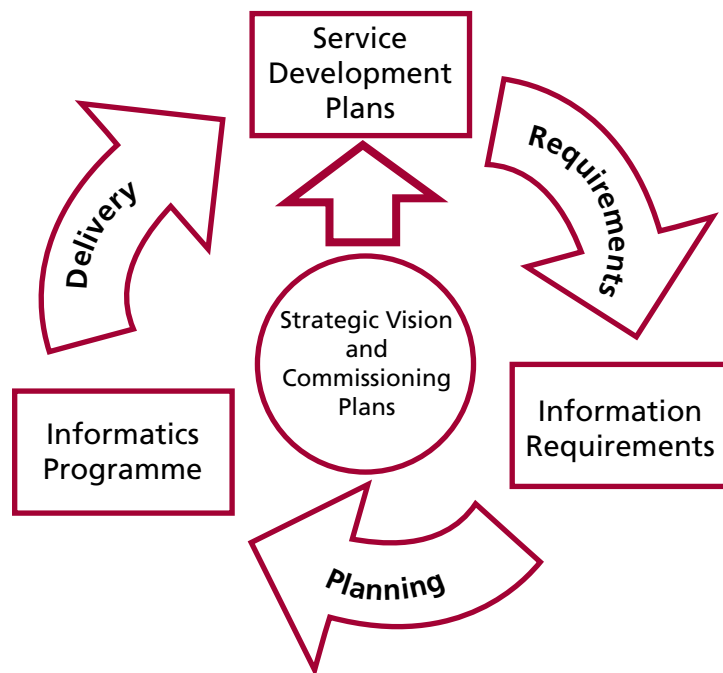 Service
Development
Plans
Requirements
Delivery
Strategic Vision
and
Commissioning
Plans
Informatics
Programme
Information
Requirements
Planning